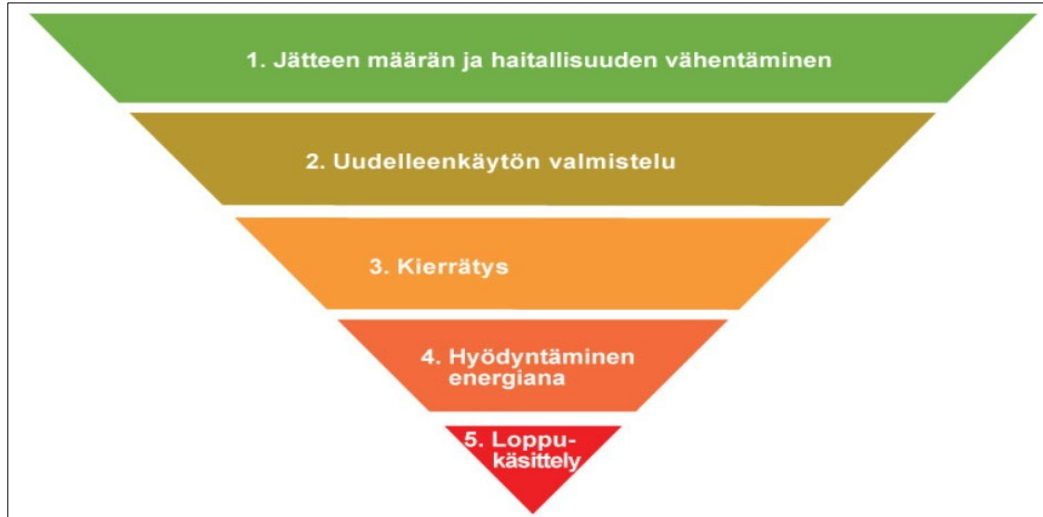 1. Jätteen määrän ja haitallisuuden vähentäminen
2. Uudelleenkäytön valmistelu
3. Kierrätys
4. Hyödyntäminen
energiana
5. Loppu-
käsittely